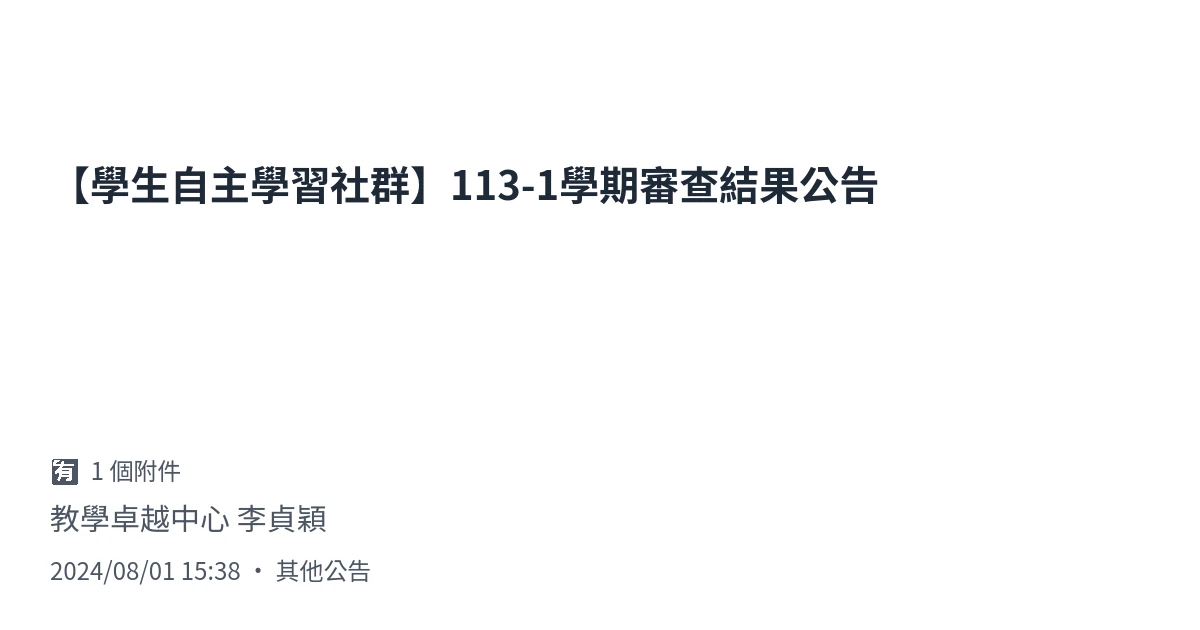 【學生自主學習社群】113-1學期審查結果公告
🈶 1 個附件
教學卓越中心 李貞穎
2024/08/01 15:38 • 其他公告